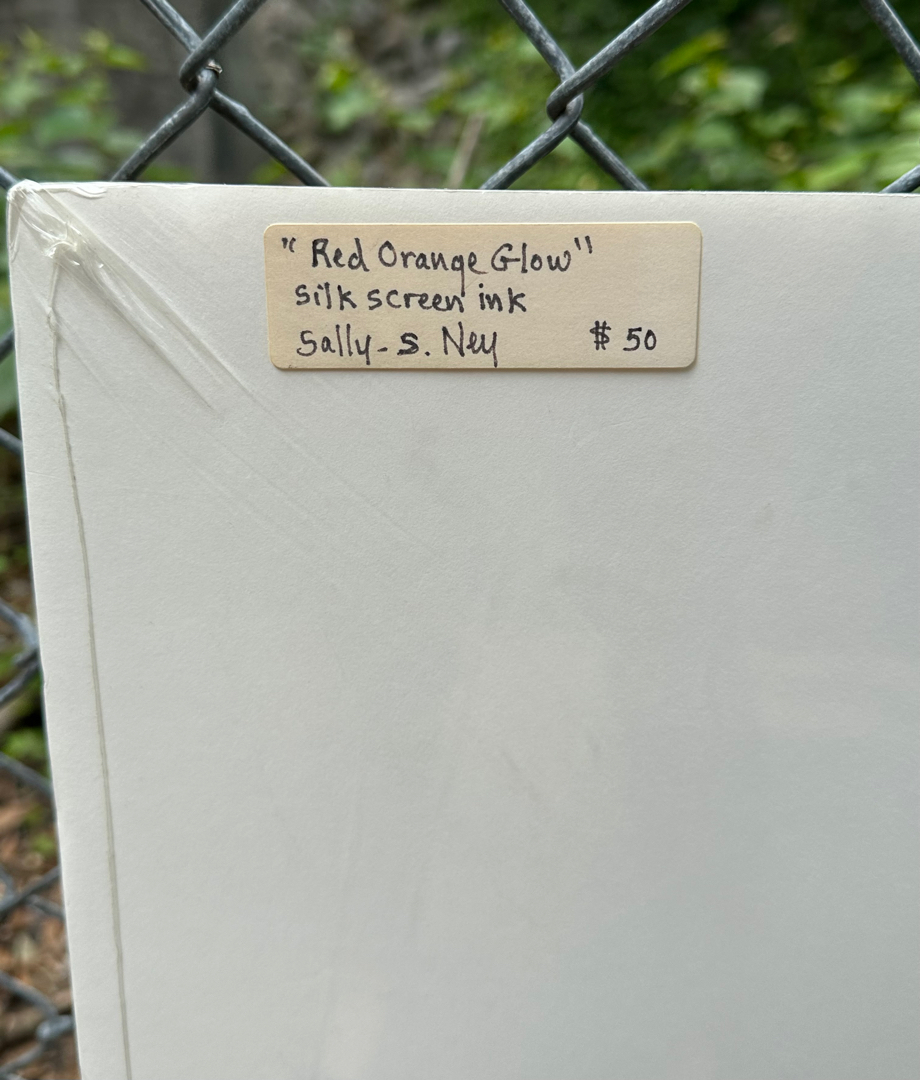 "Red Orange Glow"
silk screen ink
Sally-S. Ney $50